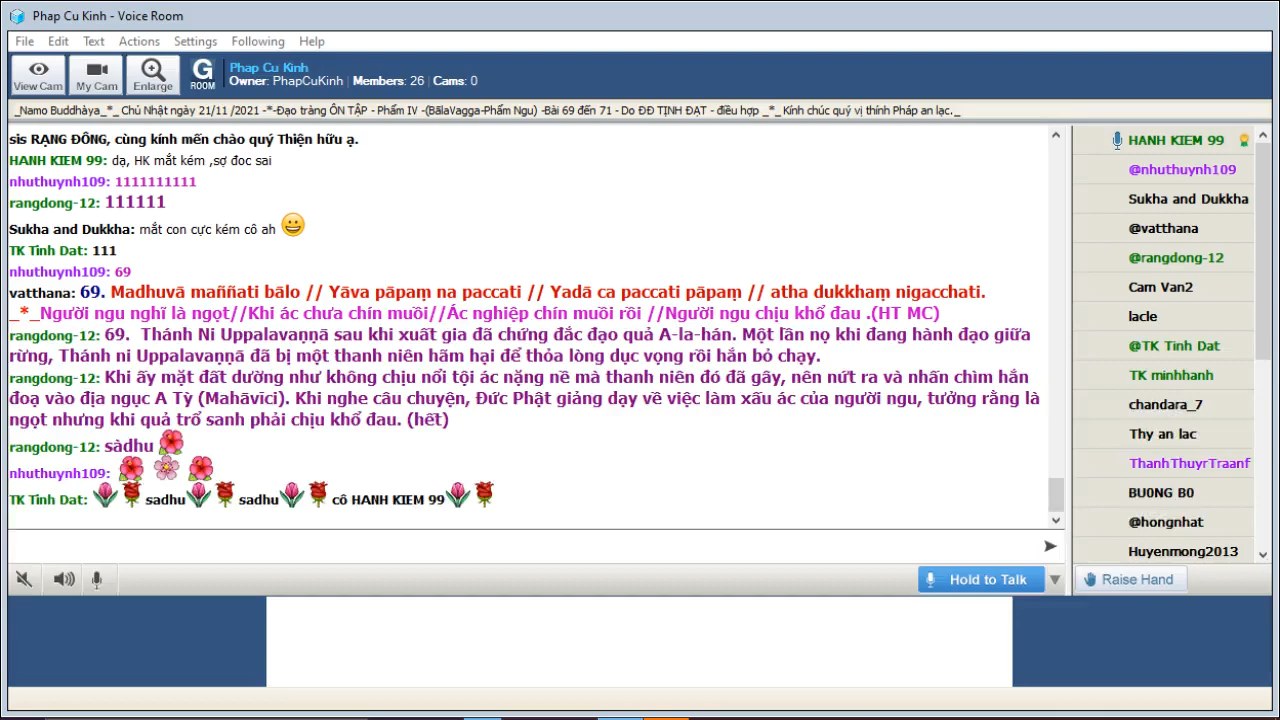 Phap Cu Kinh - Voice Room
File Edit Text Actions Settings Following Help
View Cam My Cam Enlarge G ROOM
Phap Cu Kinh
Owner: PhapCuKinh | Members: 26 | Cams: 0
_Namo Buddhàya_*_ Chủ Nhật ngày 21/11 /2021 -*-Đạo tràng ÔN TẬP - Phẩm IV -(BālaVagga-Phẩm Ngu) -Bài 69 đến 71 - Do ĐĐ TỊNH ĐẠT - điều hợp _*_ Kính chúc quý vị thính Pháp an lạc._
sis RẠNG ĐÔNG, cùng kính mến chào quý Thiện hữu ạ.
HANH KIEM 99: dạ, HK mắt kém ,sợ đoc sai
nhuthuynh109: 1111111111
rangdong-12: 111111
Sukha and Dukkha: mắt con cực kém cô ah
TK Tinh Dat: 111
nhuthuynh109: 69
vatthana: 69. Madhuvā maññati bālo // Yāva pāpaṃ na paccati // Yadā ca paccati pāpaṃ // atha dukkhaṃ nigacchati.
_*_Người ngu nghĩ là ngọt//Khi ác chưa chín muồi//Ác nghiệp chín muồi rồi //Người ngu chịu khổ đau .(HT MC)
rangdong-12: 69. Thánh Ni Uppalavaṇṇā sau khi xuất gia đã chứng đắc đạo quả A-la-hán. Một lần nọ khi đang hành đạo giữa
rừng, Thánh ni Uppalavaṇṇā đã bị một thanh niên hãm hại để thỏa lòng dục vọng rồi hắn bỏ chạy.
rangdong-12: Khi ấy mặt đất dường như không chịu nổi tội ác nặng nề mà thanh niên đó đã gây, nên nứt ra và nhấn chìm hắn
đoạ vào địa ngục A Tỳ (Mahāvīci). Khi nghe câu chuyện, Đức Phật giảng dạy về việc làm xấu ác của người ngu, tưởng rằng là
ngọt nhưng khi quả trổ sanh phải chịu khổ đau. (hết)
rangdong-12: sàdhu
nhuthuynh109:
TK Tinh Dat: sadhu sadhu cô HANH KIEM 99
Hold to Talk
HANH KIEM 99
@nhuthuynh109
Sukha and Dukkha
@vatthana
@rangdong-12
Cam Van2
lacle
@TK Tinh Dat
TK minhhanh
chandara_7
Thy an lac
ThanhThuyrTraanf
BU0NG B0
@hongnhat
Huyenmong2013
Raise Hand